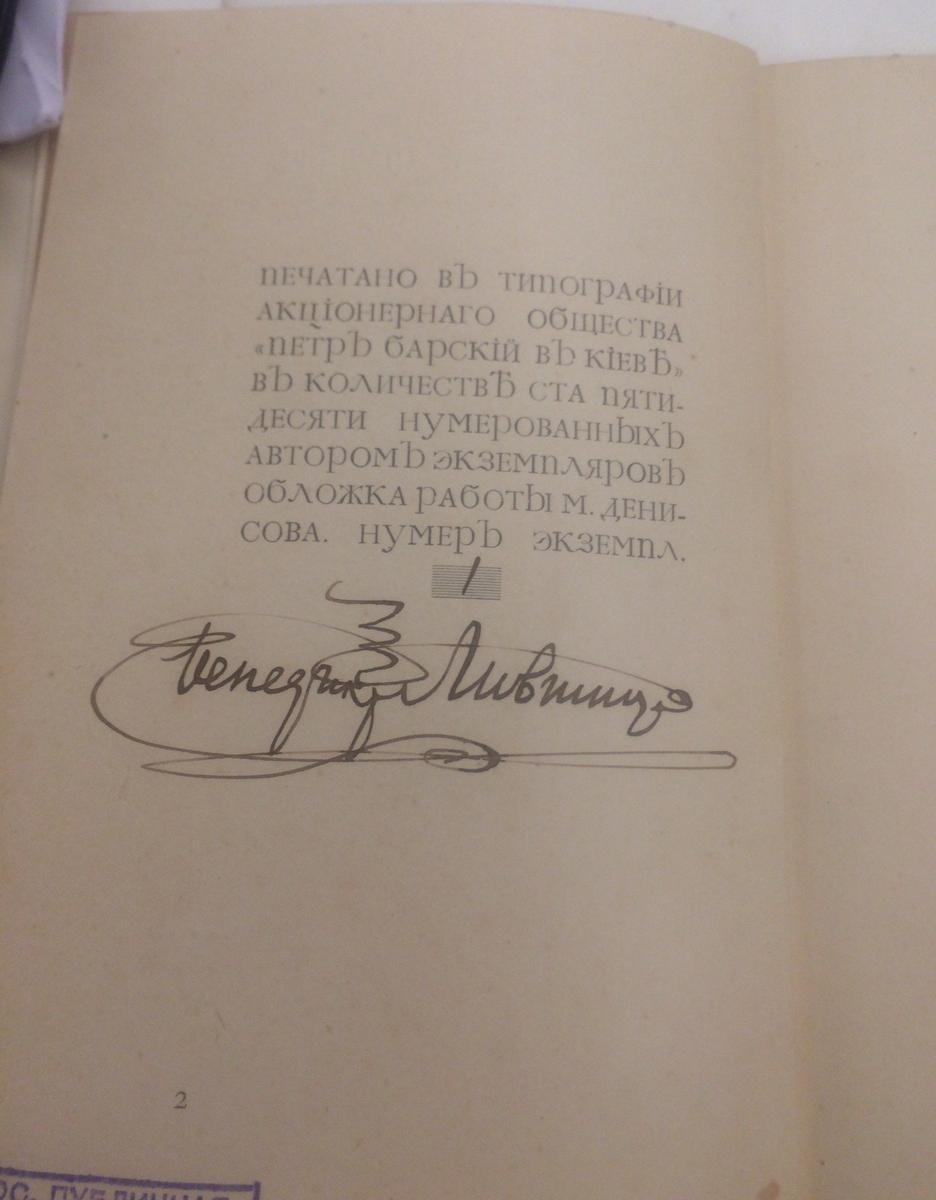 ПЕЧАТАНО ВЪ ТИПОГРАФІИ
АКЦІОНЕРНАГО ОБЩЕСТВА
«ПЕТРЪ БАРСКІЙ ВЪ КІЕВѢ»
ВЪ КОЛИЧЕСТВѢ СТА ПЯТИ-
ДЕСЯТИ НУМЕРОВАННЫХЪ
АВТОРОМЪ ЭКЗЕМПЛЯРОВЪ
ОБЛОЖКА РАБОТЫ М. ДЕНИ-
СОВА. НУМЕРЪ ЭКЗЕМПЛ.
1
Бенедиктъ Лившицъ
2
ПУБЛИЧНАЯ